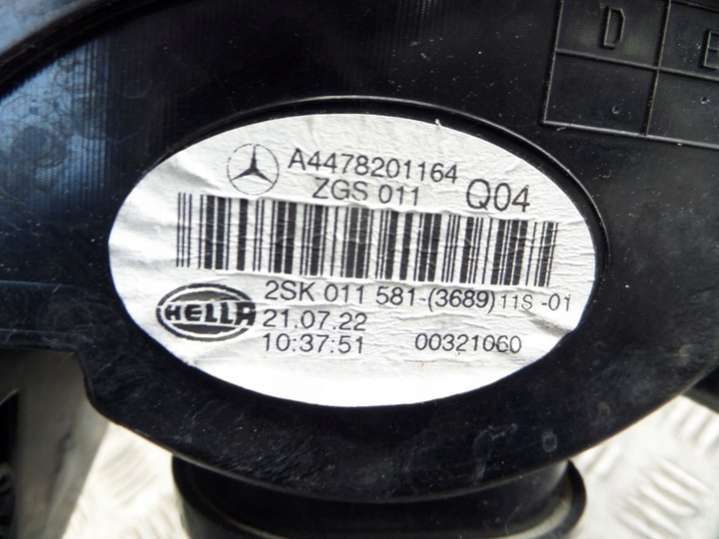 D E
A4478201164
ZGS 011 Q04
2SK 011 581-(3689)11S -01
HELLA 21.07.22
10:37:51 00321060